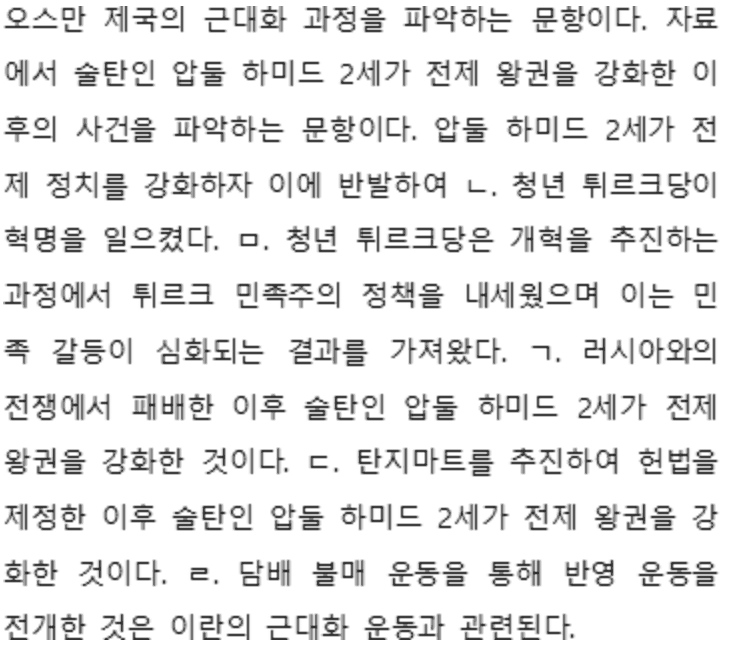 오스만 제국의 근대화 과정을 파악하는 문항이다. 자료
에서 술탄인 압둘 하미드 2세가 전제 왕권을 강화한 이
후의 사건을 파악하는 문항이다. 압둘 하미드 2세가 전
제 정치를 강화하자 이에 반발하여 ㄴ. 청년 튀르크당이
혁명을 일으켰다. ㅁ. 청년 튀르크당은 개혁을 추진하는
과정에서 튀르크 민족주의 정책을 내세웠으며 이는 민
족 갈등이 심화되는 결과를 가져왔다. ㄱ. 러시아와의
전쟁에서 패배한 이후 술탄인 압둘 하미드 2세가 전제
왕권을 강화한 것이다. ㄷ. 탄지마트를 추진하여 헌법을
제정한 이후 술탄인 압둘 하미드 2세가 전제 왕권을 강
화한 것이다. ㄹ. 담배 불매 운동을 통해 반영 운동을
전개한 것은 이란의 근대화 운동과 관련된다.